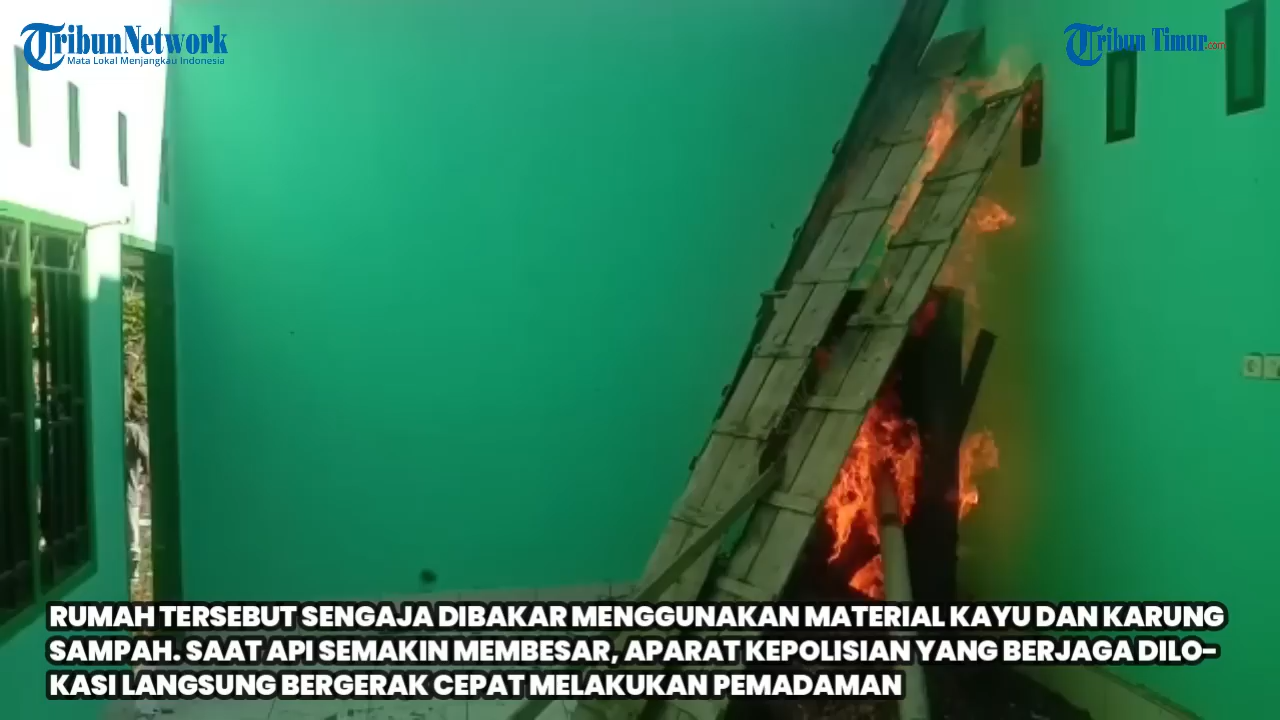 TribunNetwork
Mata Lokal Menjangkau Indonesia
Tribun Timur.com
RUMAH TERSEBUT SENGAJA DIBAKAR MENGGUNAKAN MATERIAL KAYU DAN KARUNG
SAMPAH. SAAT API SEMAKIN MEMBESAR, APARAT KEPOLISIAN YANG BERJAGA DILO-
KASI LANGSUNG BERGERAK CEPAT MELAKUKAN PEMADAMAN